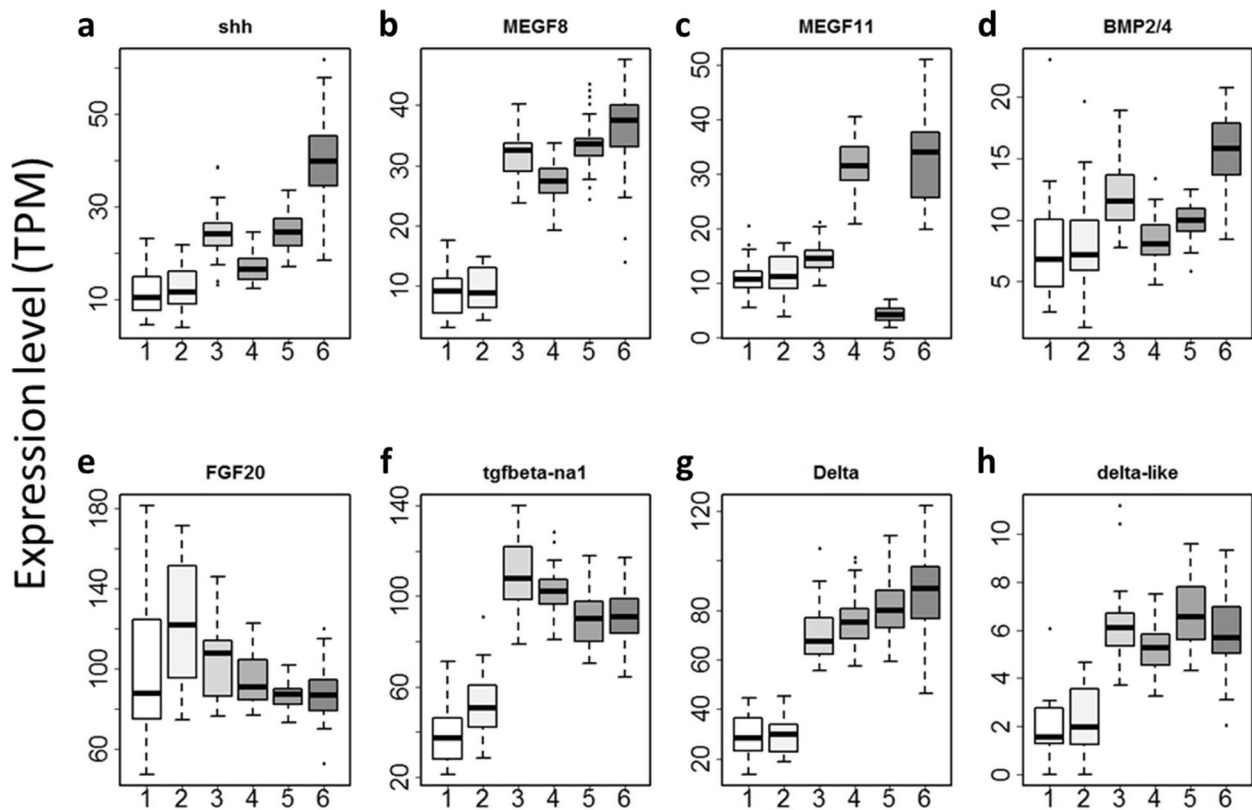 Expression level (TPM)
a shh
10 30 50
1 2 3 4 5 6
b MEGF8
10 20 30 40
1 2 3 4 5 6
c MEGF11
0 10 20 30 40 50
1 2 3 4 5 6
d BMP2/4
5 10 15 20
1 2 3 4 5 6
e FGF20
60 100 140 180
1 2 3 4 5 6
f tgfbeta-na1
20 60 100 140
1 2 3 4 5 6
g Delta
20 40 60 80 120
1 2 3 4 5 6
h delta-like
0 2 4 6 8 10
1 2 3 4 5 6